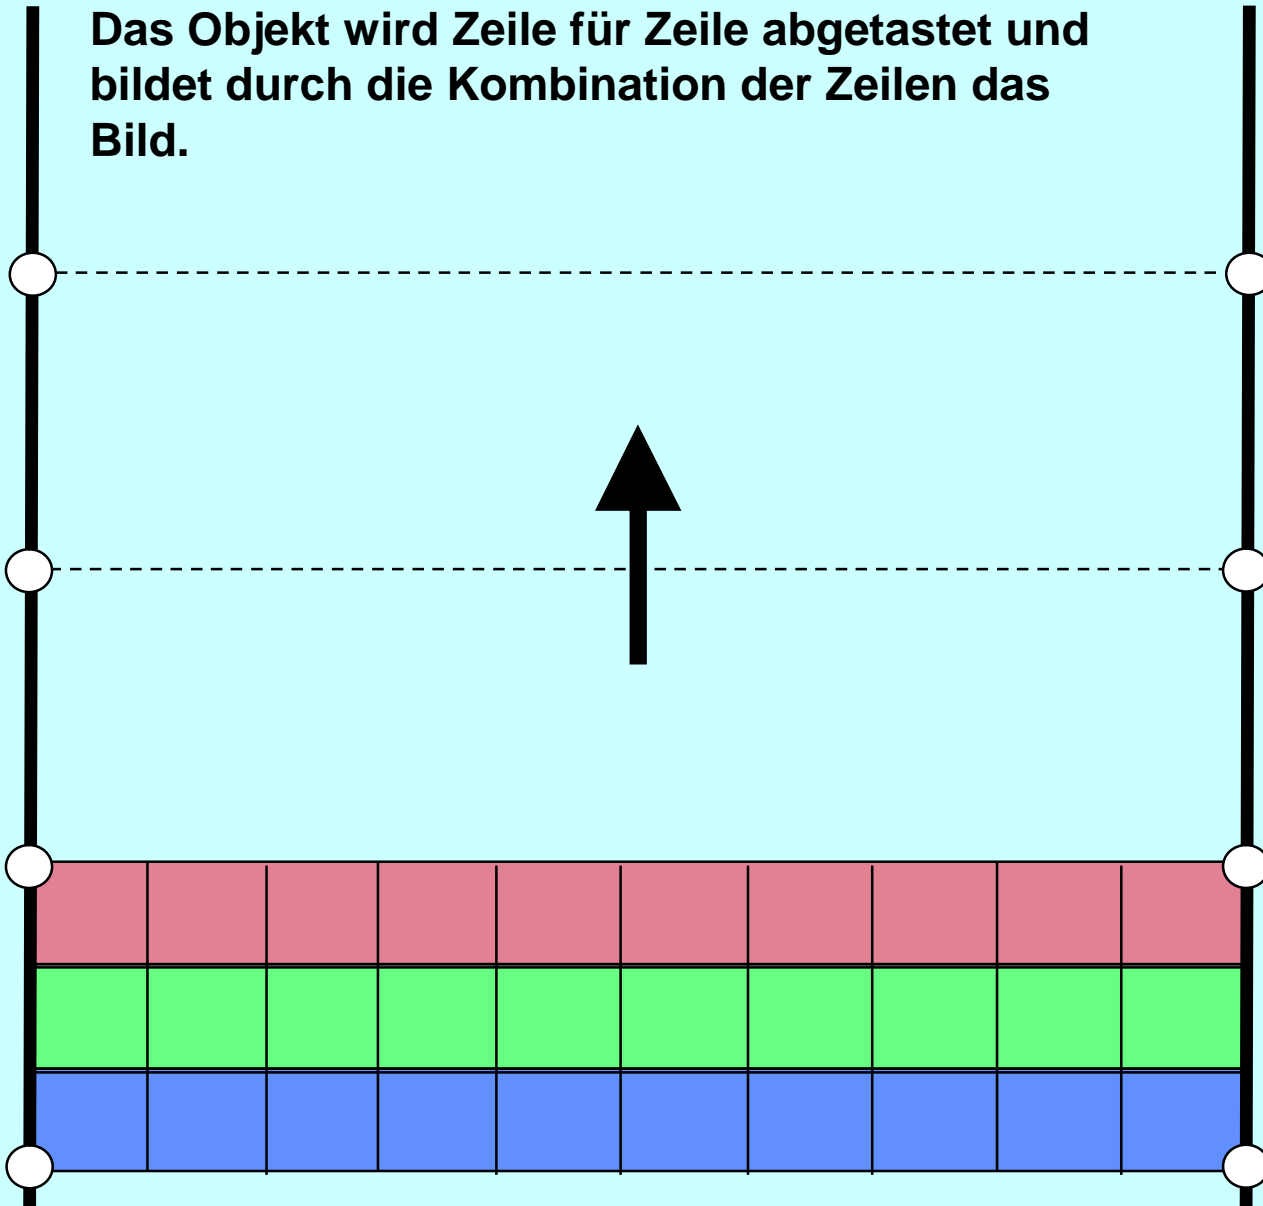 Das Objekt wird Zeile für Zeile abgetastet und
bildet durch die Kombination der Zeilen das
Bild.